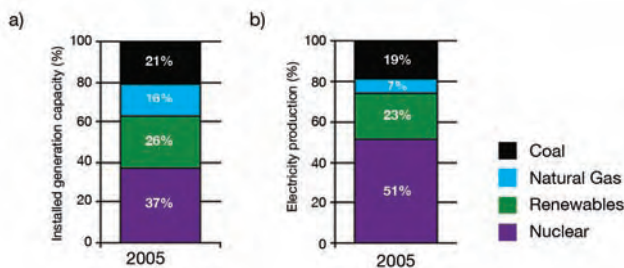 a)
Installed generation capacity (%)
100
80
60
40
20
0
21%
16%
26%
37%
2005
b)
Electricity production (%)
100
80
60
40
20
0
19%
7%
23%
51%
2005
Coal
Natural Gas
Renewables
Nuclear